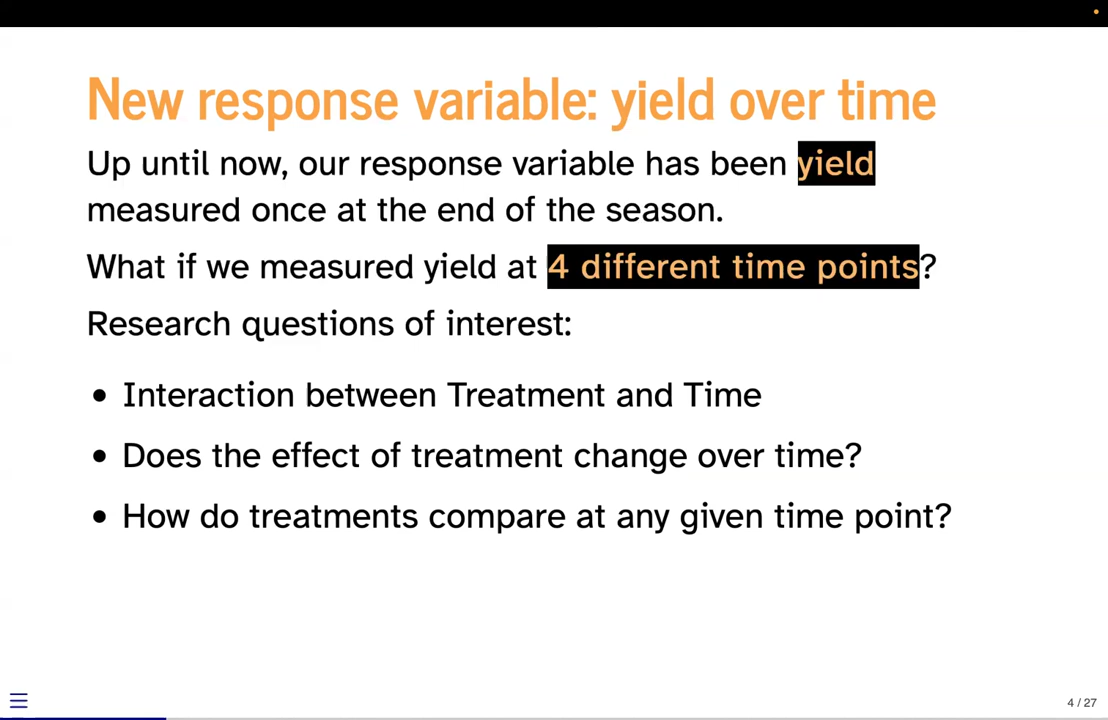 New response variable: yield over time
Up until now, our response variable has been yield
measured once at the end of the season.
What if we measured yield at 4 different time points?
Research questions of interest:
• Interaction between Treatment and Time
• Does the effect of treatment change over time?
• How do treatments compare at any given time point?
4 / 27